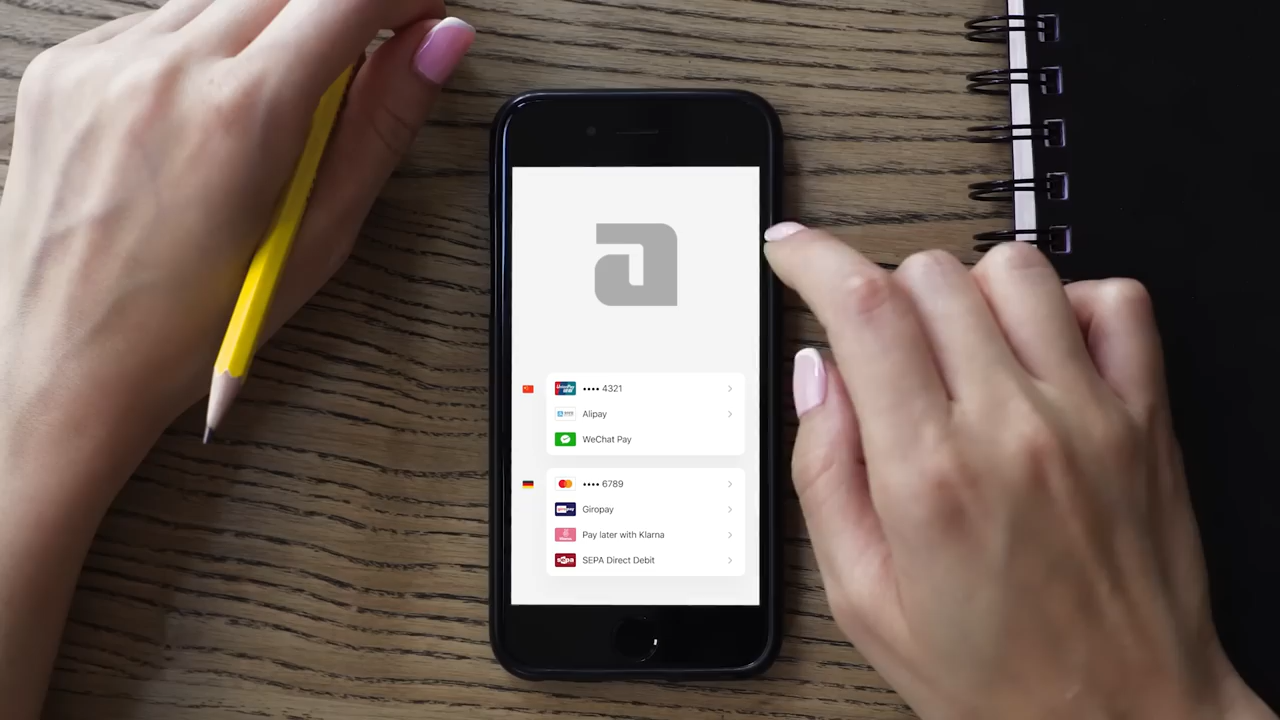 a
•••• 4321
Alipay
WeChat Pay
•••• 6789
Giropay
Pay later with Klarna
SEPA Direct Debit